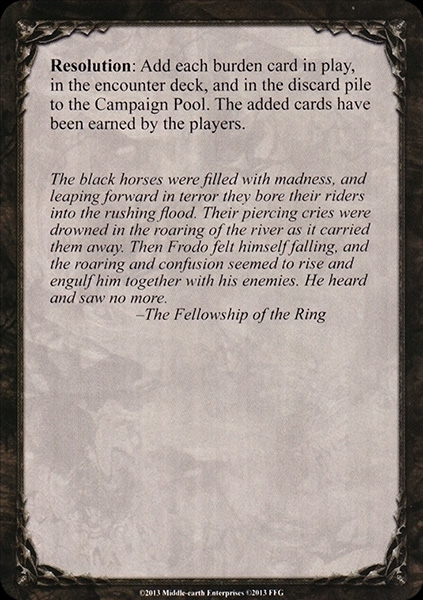 Resolution: Add each burden card in play,
in the encounter deck, and in the discard pile
to the Campaign Pool. The added cards have
been earned by the players.
The black horses were filled with madness, and
leaping forward in terror they bore their riders
into the rushing flood. Their piercing cries were
drowned in the roaring of the river as it carried
them away. Then Frodo felt himself falling, and
the roaring and confusion seemed to rise and
engulf him together with his enemies. He heard
and saw no more.
–The Fellowship of the Ring
©2013 Middle-earth Enterprises ©2013 FFG